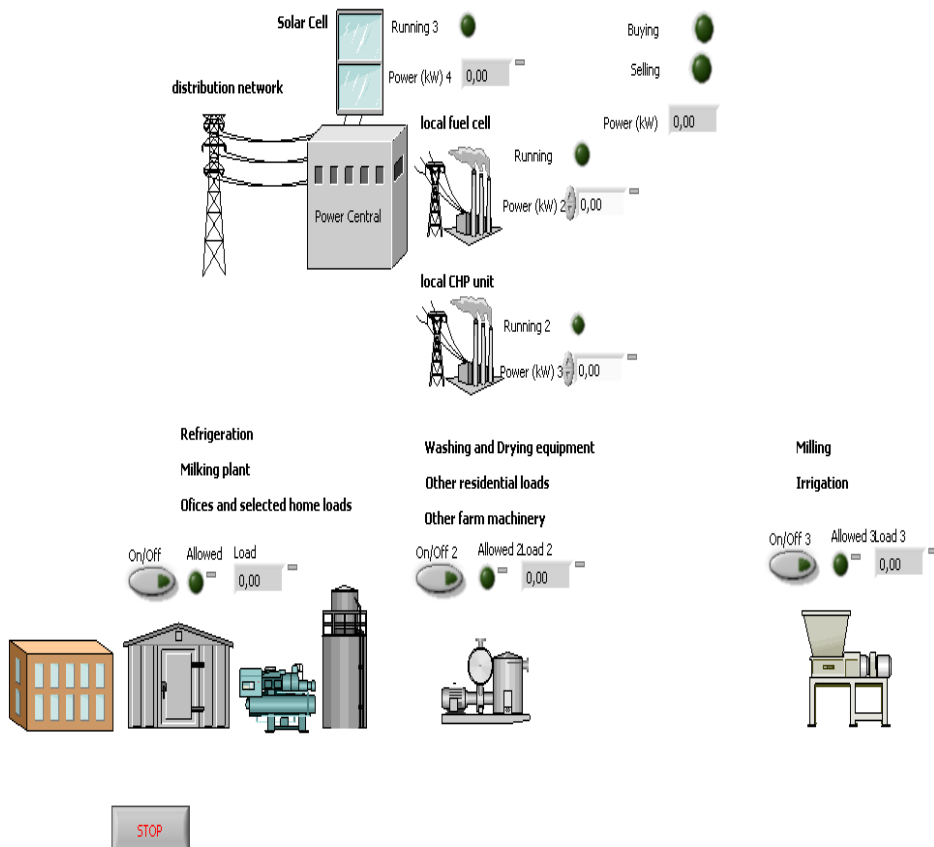 Solar Cell
Running 3
Buying
Selling
Power (kW) 4
0,00
distribution network
Power (kW)
0,00
local fuel cell
Running
Power (kW) 2
0,00
Power Central
local CHP unit
Running 2
Power (kW) 3
0,00
Refrigeration
Milking plant
Ofices and selected home loads
On/Off
Allowed
Load
0,00
Washing and Drying equipment
Other residential loads
Other farm machinery
On/Off 2
Allowed 2
Load 2
0,00
Milling
Irrigation
On/Off 3
Allowed 3
Load 3
0,00
STOP